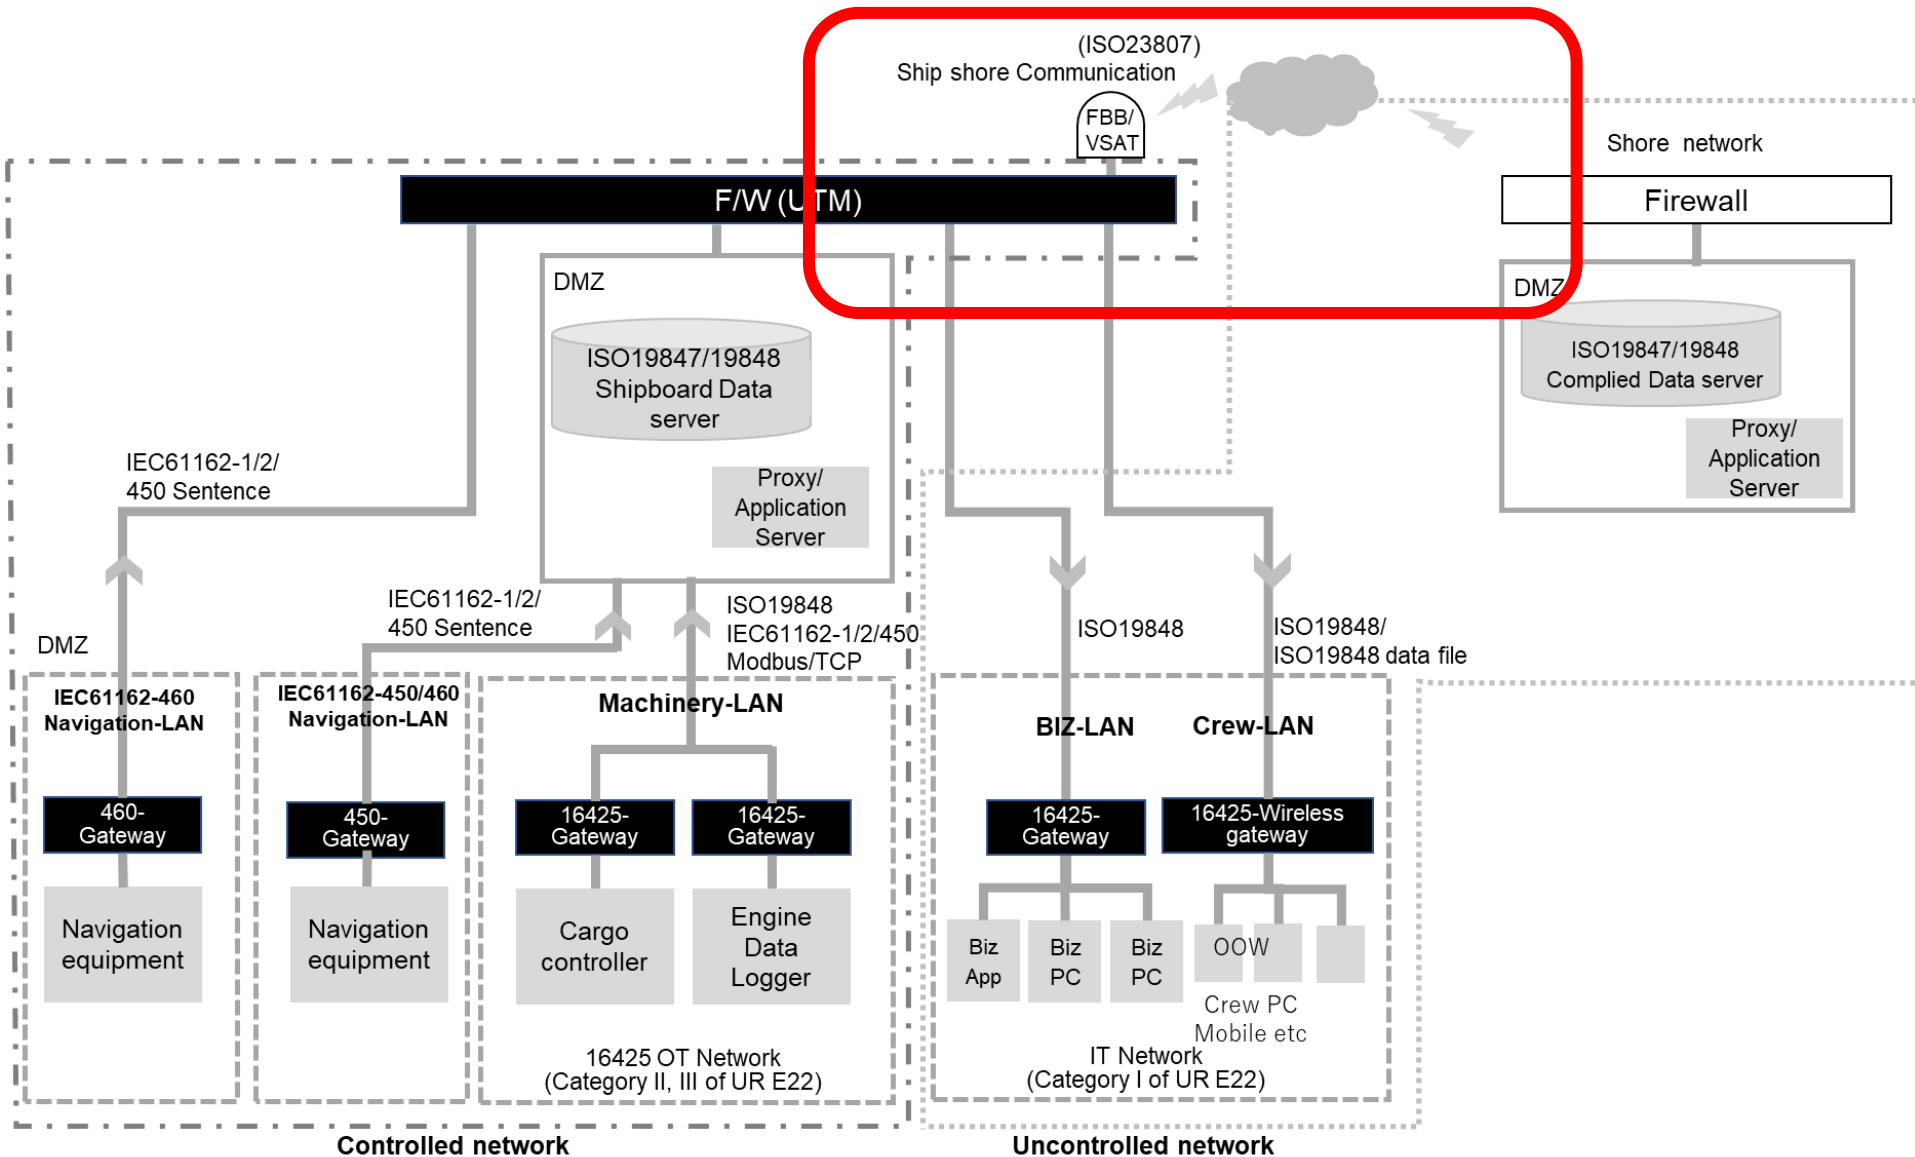 (ISO23807)
Ship shore Communication
FBB/
VSAT
Shore network
F/W (UTM)
Firewall
DMZ
ISO19847/19848
Shipboard Data
server
Proxy/
Application
Server
DMZ
ISO19847/19848
Complied Data server
Proxy/
Application
Server
IEC61162-1/2/
450 Sentence
IEC61162-1/2/
450 Sentence
ISO19848
IEC61162-1/2/450
Modbus/TCP
ISO19848
ISO19848/
ISO19848 data file
DMZ
IEC61162-460
Navigation-LAN
IEC61162-450/460
Navigation-LAN
Machinery-LAN
BIZ-LAN
Crew-LAN
460-
Gateway
450-
Gateway
16425-
Gateway
16425-
Gateway
16425-
Gateway
16425-Wireless
gateway
Navigation
equipment
Navigation
equipment
Cargo
controller
Engine
Data
Logger
Biz
App
Biz
PC
Biz
PC
OOW
Crew PC
Mobile etc
16425 OT Network
(Category II, III of UR E22)
IT Network
(Category I of UR E22)
Controlled network
Uncontrolled network